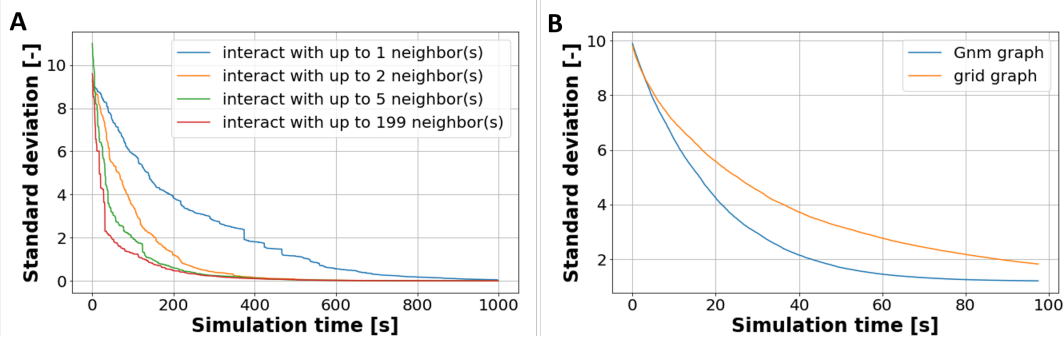 A
Standard deviation [-]
10
8
6
4
2
0
interact with up to 1 neighbor(s)
interact with up to 2 neighbor(s)
interact with up to 5 neighbor(s)
interact with up to 199 neighbor(s)
0 200 400 600 800 1000
Simulation time [s]
B
Standard deviation [-]
10
8
6
4
2
Gnm graph
grid graph
0 20 40 60 80 100
Simulation time [s]